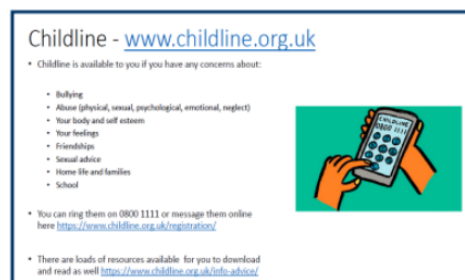 Childline - www.childline.org.uk
• Childline is available to you if you have any concerns about:
• Bullying
• Abuse (physical, sexual, psychological, emotional, neglect)
• Your body and self esteem
• Your feelings
• Friendships
• Sexual advice
• Home life and families
• School
CHILDLINE
0800 1111
• You can ring them on 0800 1111 or message them online
here https://www.childline.org.uk/registration/
• There are loads of resources available for you to download
and read as well https://www.childline.org.uk/info-advice/